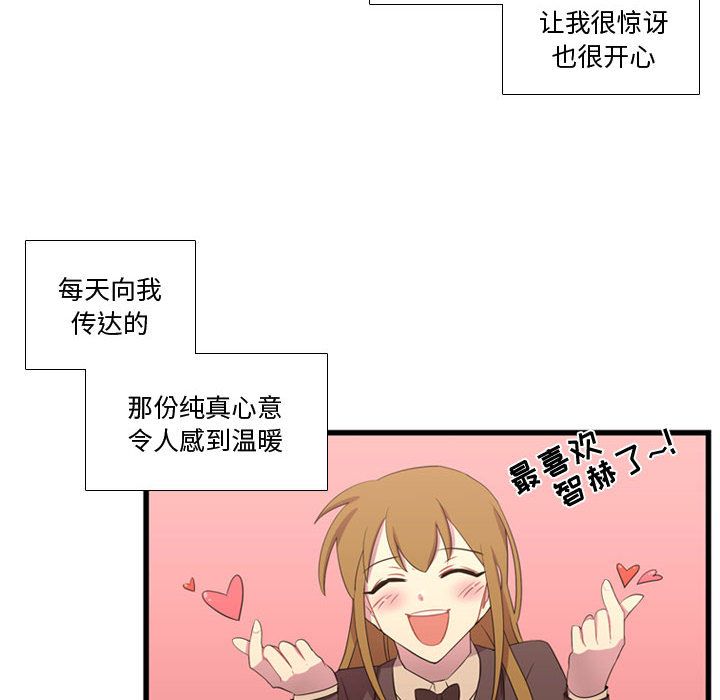 让我很惊讶
也很开心
每天向我
传达的
那份纯真心意
令人感到温暖
最喜欢
智赫了~!